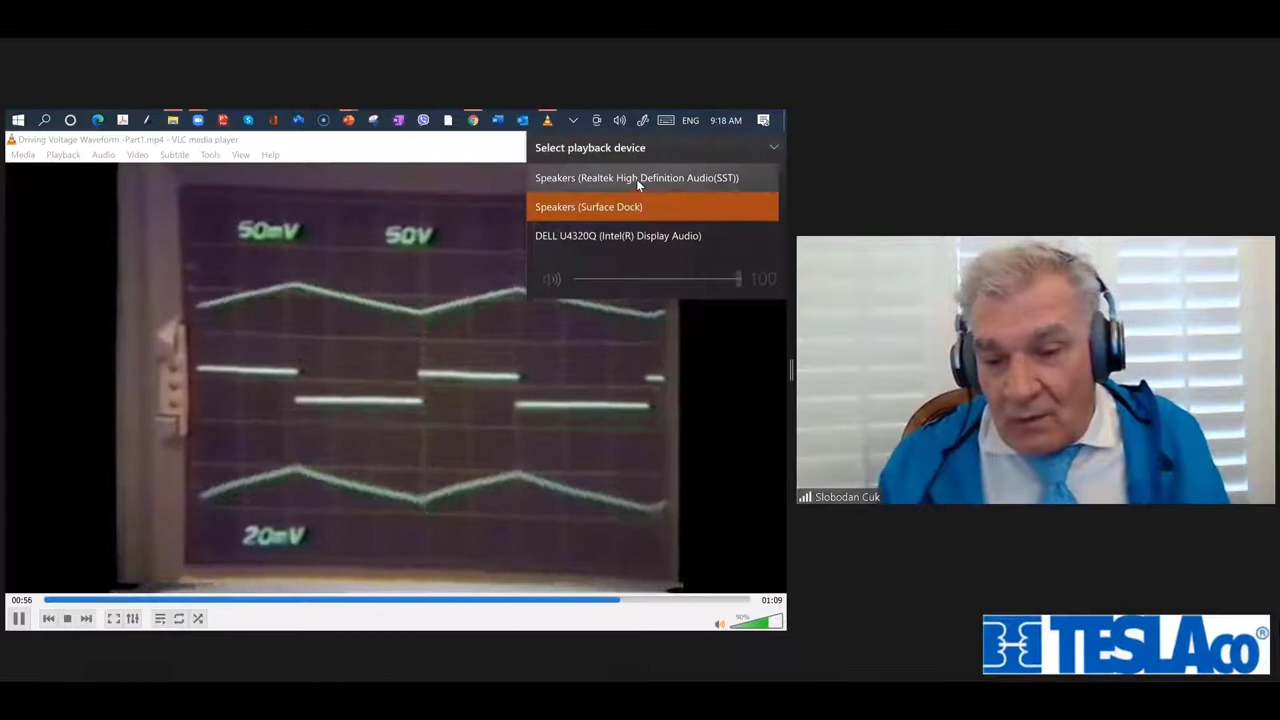 ENG 9:18 AM
Driving Voltage Waveform -Part1.mp4 - VLC media player
Media Playback Audio Video Subtitle Tools View Help
Select playback device
Speakers (Realtek High Definition Audio(SST))
Speakers (Surface Dock)
DELL U4320Q (Intel(R) Display Audio)
100
50mV 50V
20mV
00:56 01:09
90%
Slobodan Cuk
TESLAco®